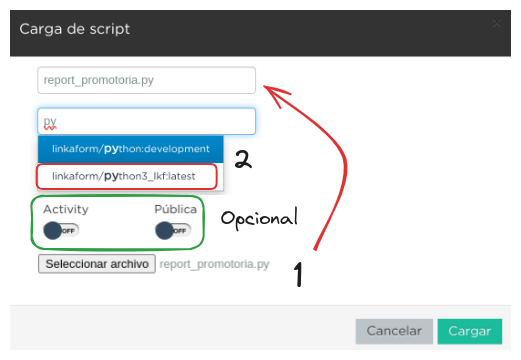 Carga de script
report_promotoria.py
py
linkaform/python:development
2
linkaform/python3_lkf:latest
Activity Pública
OFF OFF
Opcional
Seleccionar archivo report_promotoria.py
1
Cancelar Cargar